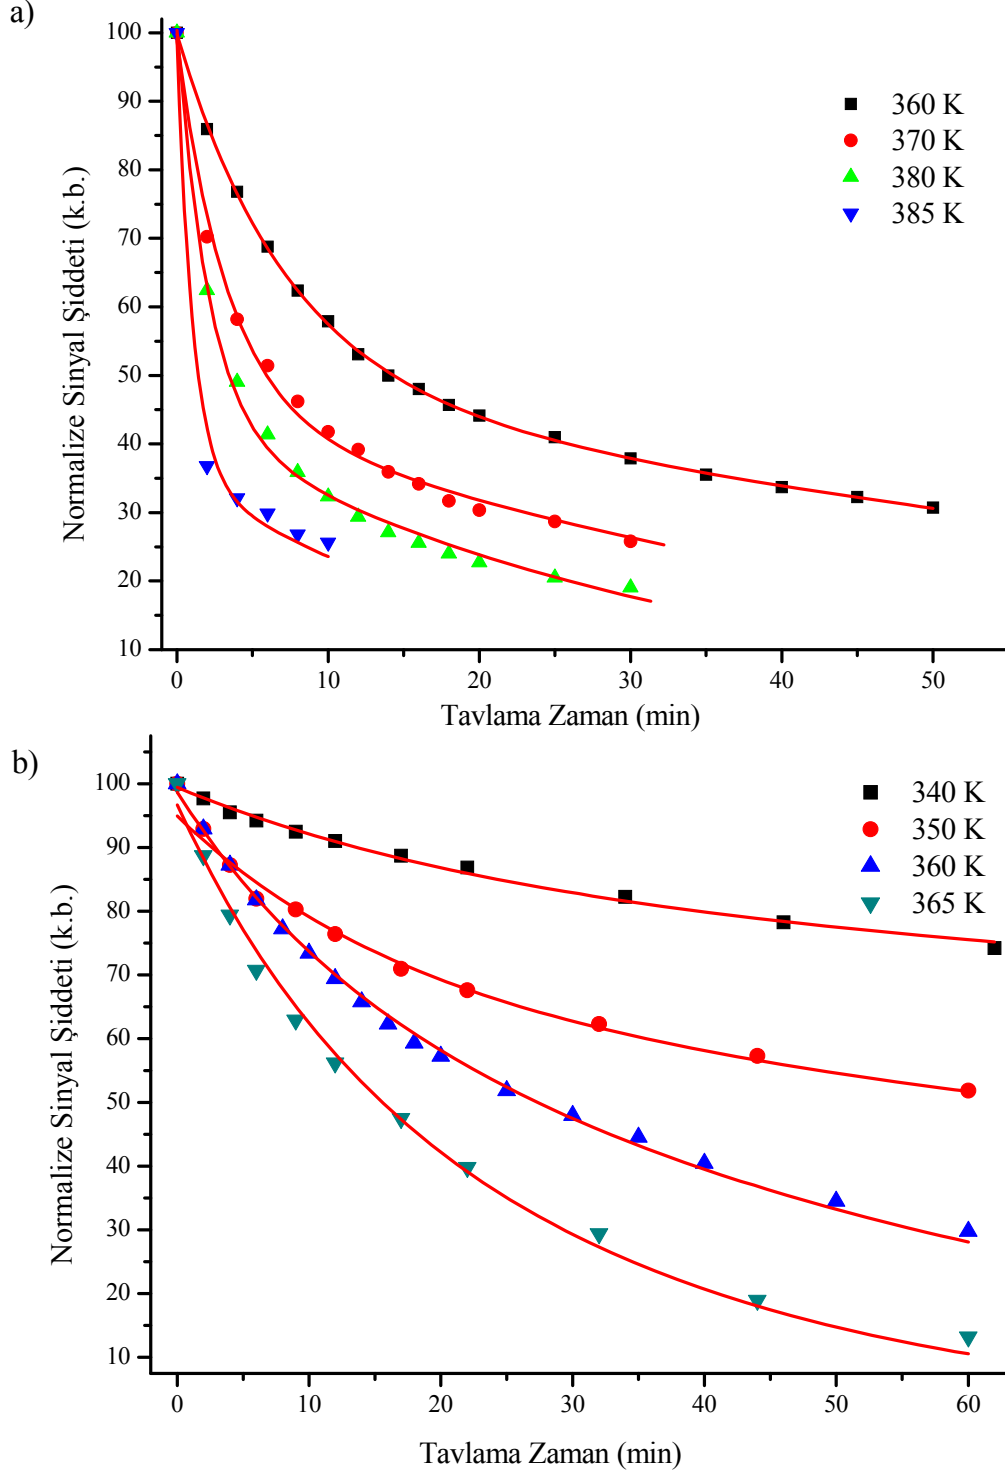 a)
100
90
80
70
60
50
40
30
20
10
Normalize Sinyal Şiddeti (k.b.)
360 K
370 K
380 K
385 K
0 10 20 30 40 50
Tavlama Zaman (min)
b)
100
90
80
70
60
50
40
30
20
10
Normalize Sinyal Şiddeti (k.b.)
340 K
350 K
360 K
365 K
0 10 20 30 40 50 60
Tavlama Zaman (min)